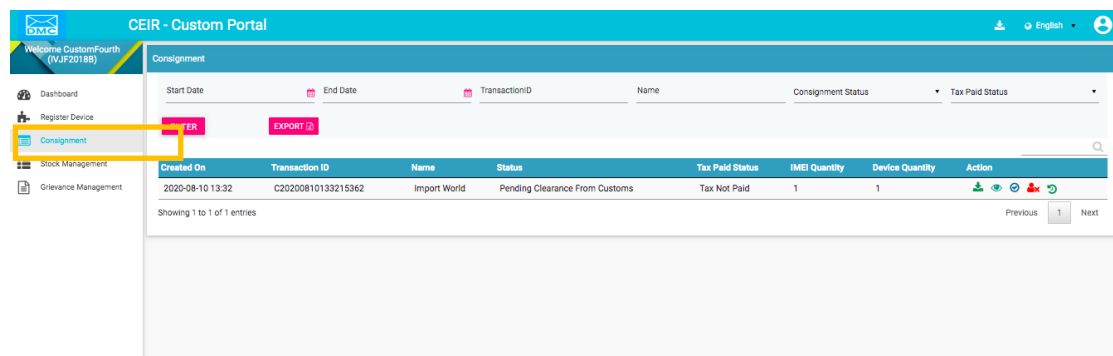 DMC
CEIR - Custom Portal
English
Welcome CustomFourth
(IVJF2018B)
Consignment
Dashboard
Register Device
Consignment
Stock Management
Grievance Management
Start Date
End Date
TransactionID
Name
Consignment Status
Tax Paid Status
EXPORT
Created On Transaction ID Name Status Tax Paid Status IMEI Quantity Device Quantity Action
2020-08-10 13:32 C20200810133215362 Import World Pending Clearance From Customs Tax Not Paid 1 1
Showing 1 to 1 of 1 entries
Previous 1 Next